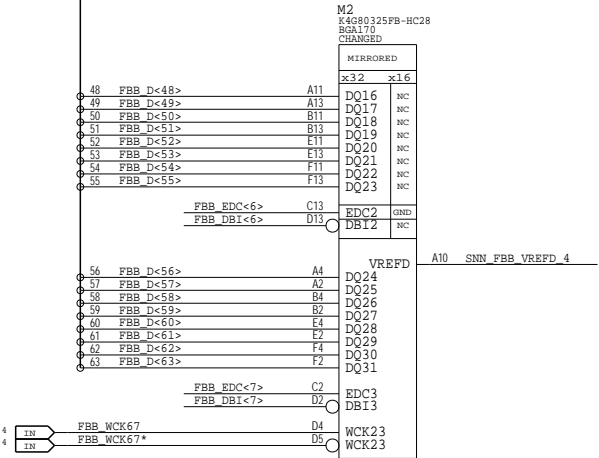 M2
K4G80325FB-HC28
BGA170
CHANGED
MIRRORED
x32 x16
48 FBB_D<48> A11 DQ16 NC
49 FBB_D<49> A13 DQ17 NC
50 FBB_D<50> B11 DQ18 NC
51 FBB_D<51> B13 DQ19 NC
52 FBB_D<52> E11 DQ20 NC
53 FBB_D<53> E13 DQ21 NC
54 FBB_D<54> F11 DQ22 NC
55 FBB_D<55> F13 DQ23 NC
FBB_EDC<6> C13 EDC2 GND
FBB_DBI<6> D13 DBI2 NC
VREFD A10 SNN_FBB_VREFD_4
56 FBB_D<56> A4 DQ24
57 FBB_D<57> A2 DQ25
58 FBB_D<58> B4 DQ26
59 FBB_D<59> B2 DQ27
60 FBB_D<60> E4 DQ28
61 FBB_D<61> E2 DQ29
62 FBB_D<62> F4 DQ30
63 FBB_D<63> F2 DQ31
FBB_EDC<7> C2 EDC3
FBB_DBI<7> D2 DBI3
4 IN FBB_WCK67 D4 WCK23
4 IN FBB_WCK67* D5 WCK23